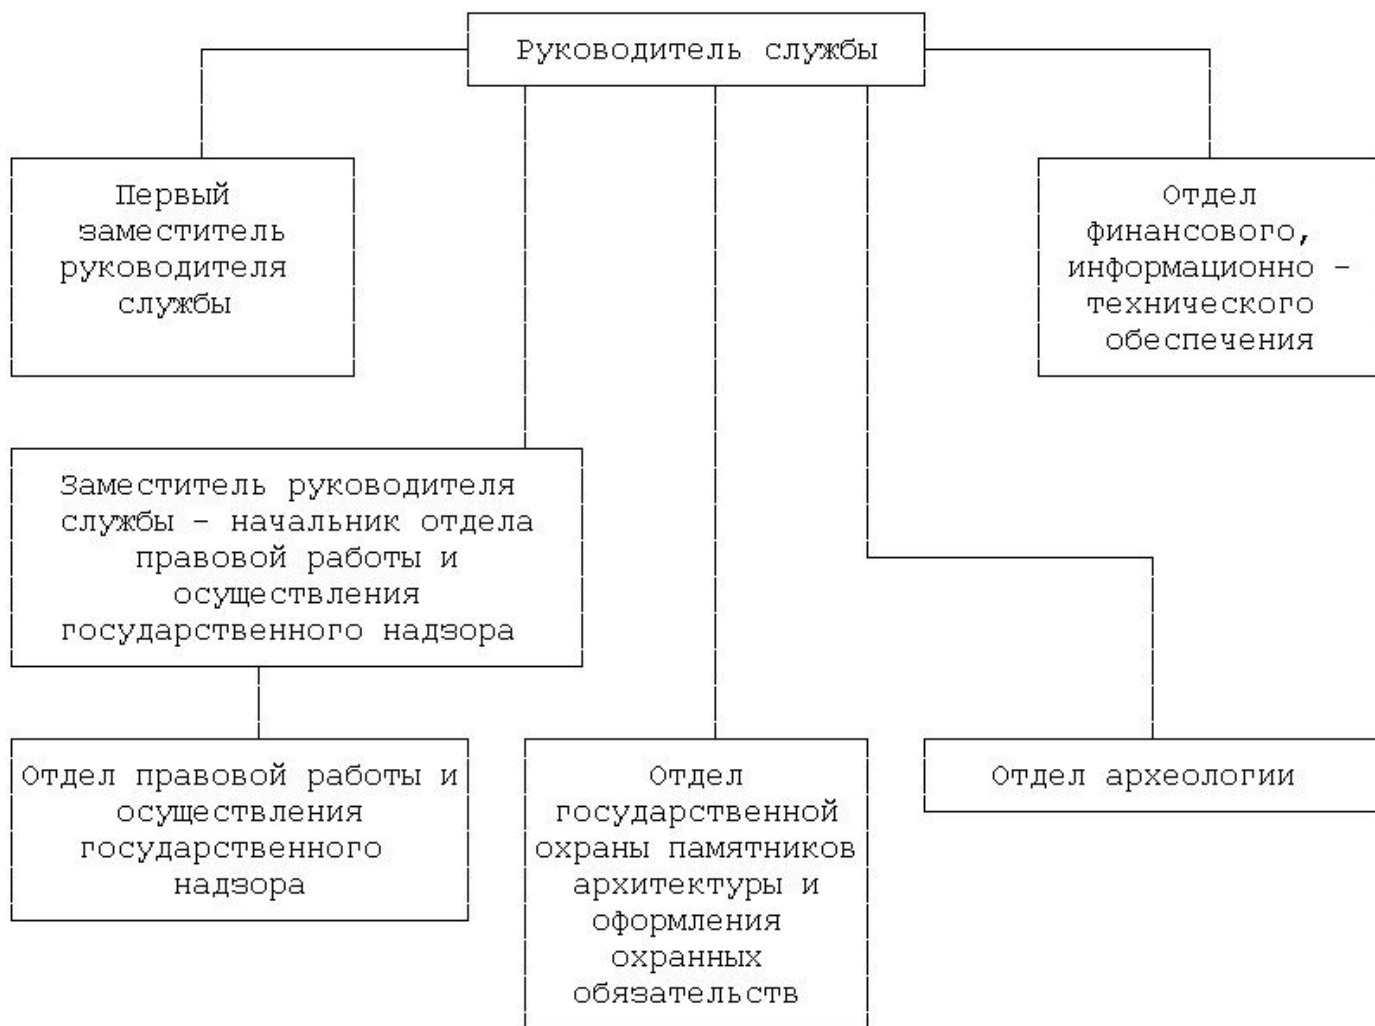 Руководитель службы
Первый
заместитель
руководителя
службы
Отдел
финансового,
информационно -
технического
обеспечения
Заместитель руководителя
службы - начальник отдела
правовой работы и
осуществления
государственного надзора
Отдел правовой работы и
осуществления
государственного
надзора
Отдел
государственной
охраны памятников
архитектуры и
оформления
охранных
обязательств
Отдел археологии